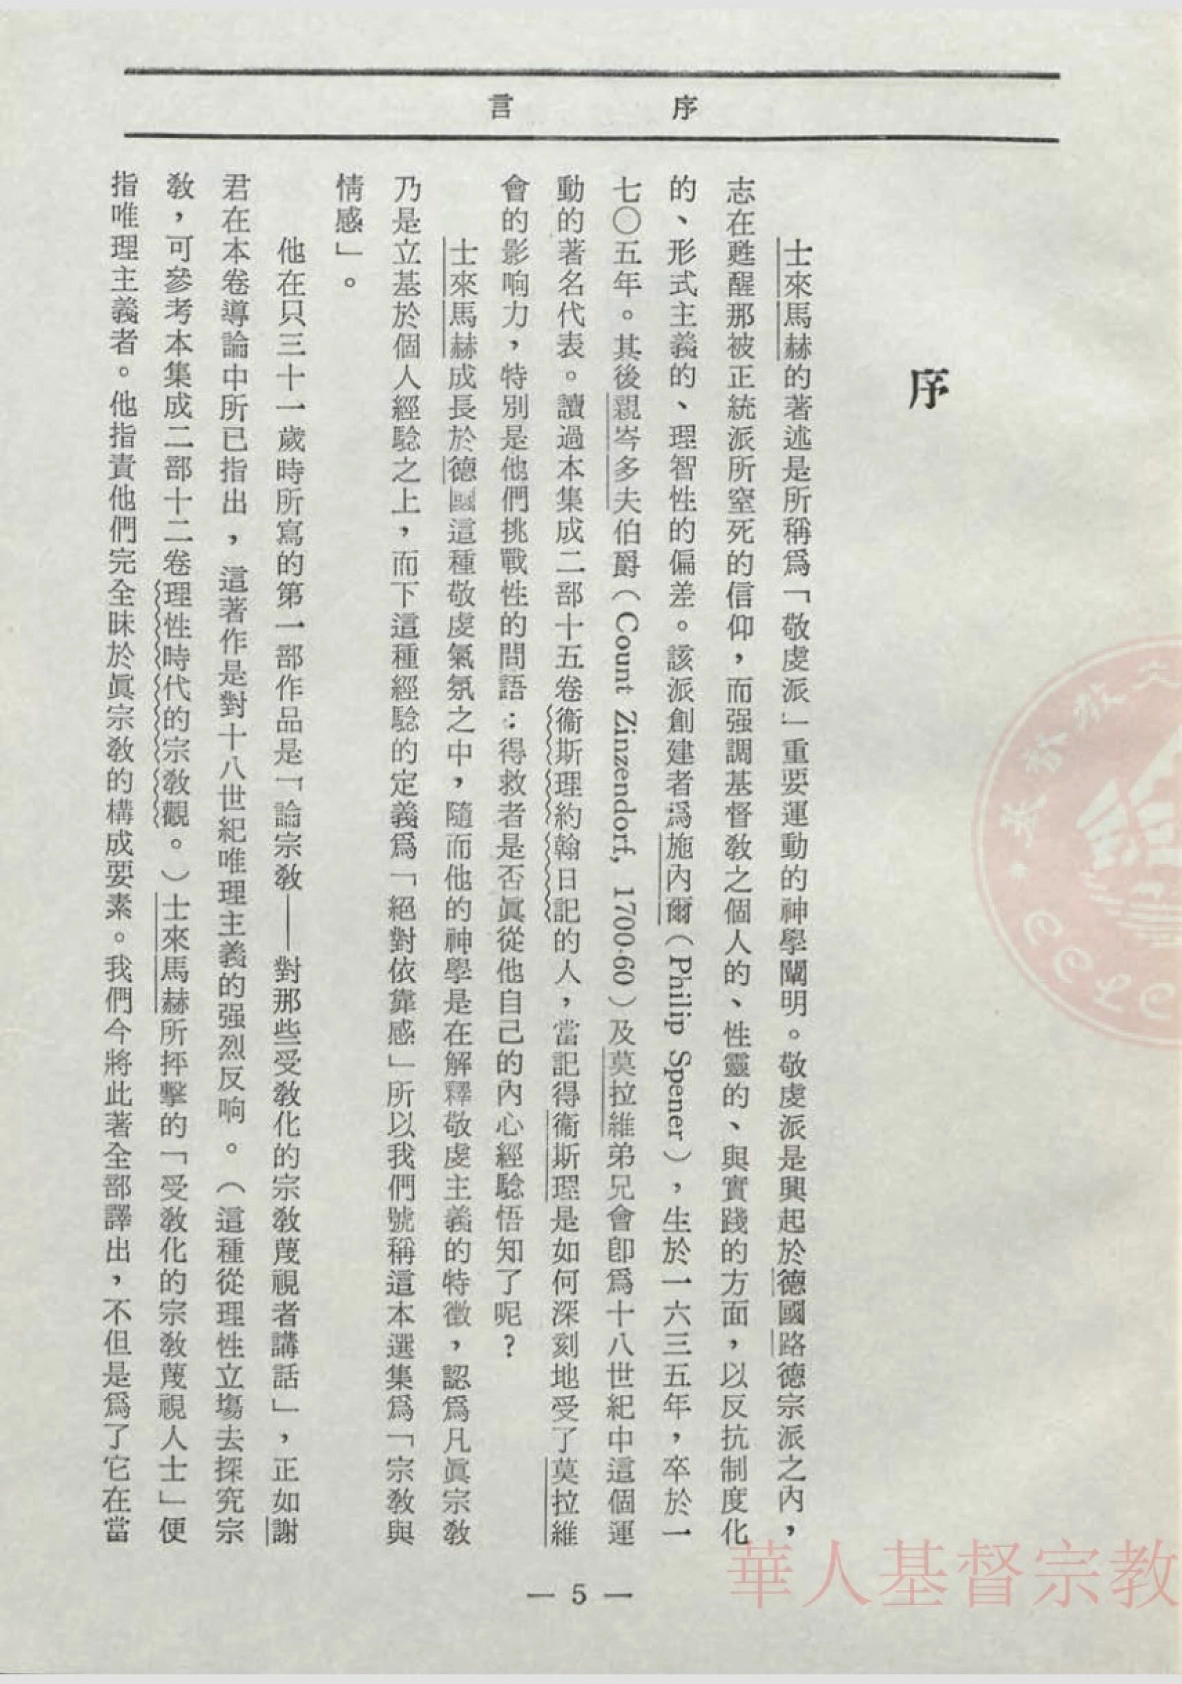 序言
序
士來馬赫的著述是所稱爲「敬虔派」重要運動的神學闡明。敬虔派是興起於德國路德宗派之內，
志在甦醒那被正統派所窒死的信仰，而强調基督教之個人的、性靈的、與實踐的方面，以反抗制度化
的、形式主義的、理智性的偏差。該派創建者爲施內爾（Philip Spener），生於一六三五年，卒於一
七〇五年。其後親岑多夫伯爵（Count Zinzendorf, 1700-60）及莫拉維弟兄會卽爲十八世紀中這個運
動的著名代表。讀過本集成二部十五卷衞斯理約翰日記的人，當記得衞斯理是如何深刻地受了莫拉維
會的影响力，特別是他們挑戰性的問語：得救者是否眞從他自己的內心經驗悟知了呢？
士來馬赫成長於德國這種敬虔氣氛之中，隨而他的神學是在解釋敬虔主義的特徵，認爲凡眞宗教
乃是立基於個人經驗之上，而下這種經驗的定義爲「絕對依靠感」所以我們號稱這本選集爲「宗教與
情感」。
他在只三十一歲時所寫的第一部作品是「論宗教——對那些受教化的宗教蔑視者講話」，正如謝
君在本卷導論中所已指出，這著作是對十八世紀唯理主義的强烈反响。（這種從理性立場去探究宗
教，可參考本集成二部十二卷理性時代的宗教觀。）士來馬赫所抨擊的「受教化的宗教蔑視人士」便
指唯理主義者。他指責他們完全昧於眞宗教的構成要素。我們今將此著全部譯出，不但是爲了它在當
— 5 —
華人基督宗教